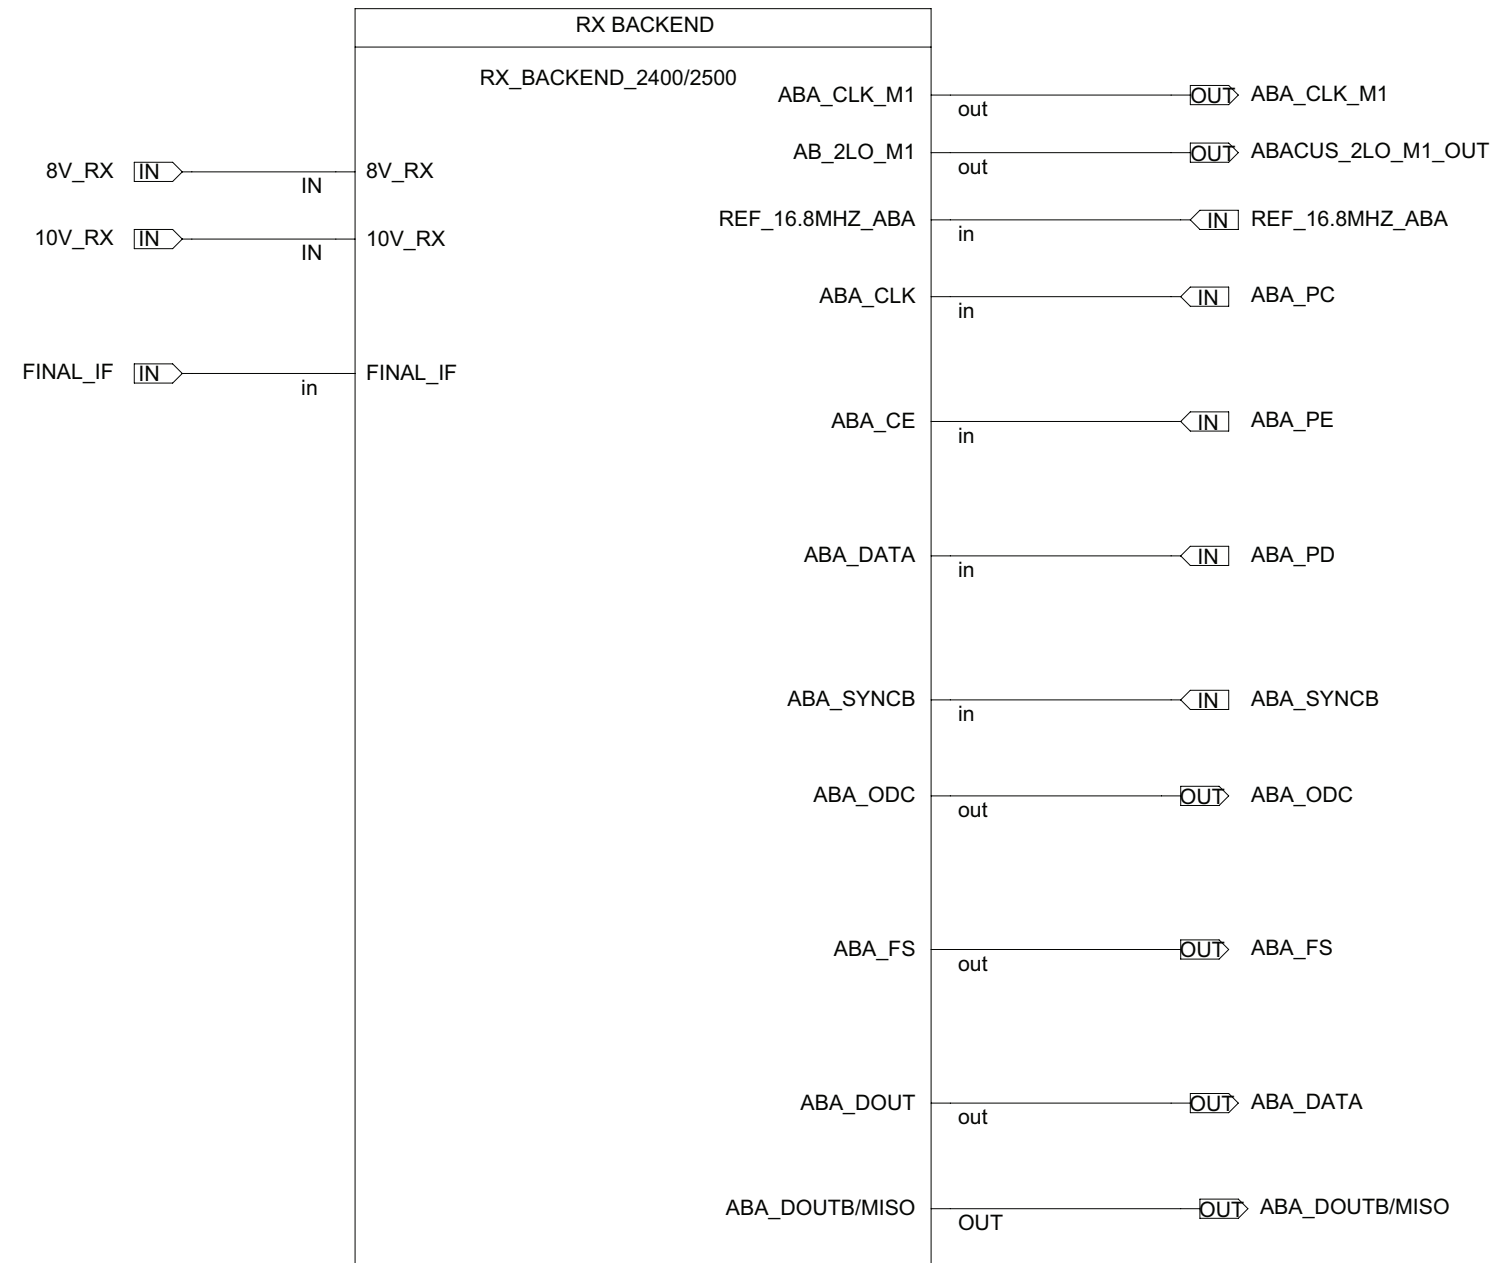 RX BACKEND
RX_BACKEND_2400/2500
ABA_CLK_M1 out OUT ABA_CLK_M1
AB_2LO_M1 out OUT ABACUS_2LO_M1_OUT
8V_RX IN IN 8V_RX
REF_16.8MHZ_ABA in IN REF_16.8MHZ_ABA
10V_RX IN IN 10V_RX
ABA_CLK in IN ABA_PC
FINAL_IF IN in FINAL_IF
ABA_CE in IN ABA_PE
ABA_DATA in IN ABA_PD
ABA_SYNCB in IN ABA_SYNCB
ABA_ODC out OUT ABA_ODC
ABA_FS out OUT ABA_FS
ABA_DOUT out OUT ABA_DATA
ABA_DOUTB/MISO OUT OUT ABA_DOUTB/MISO